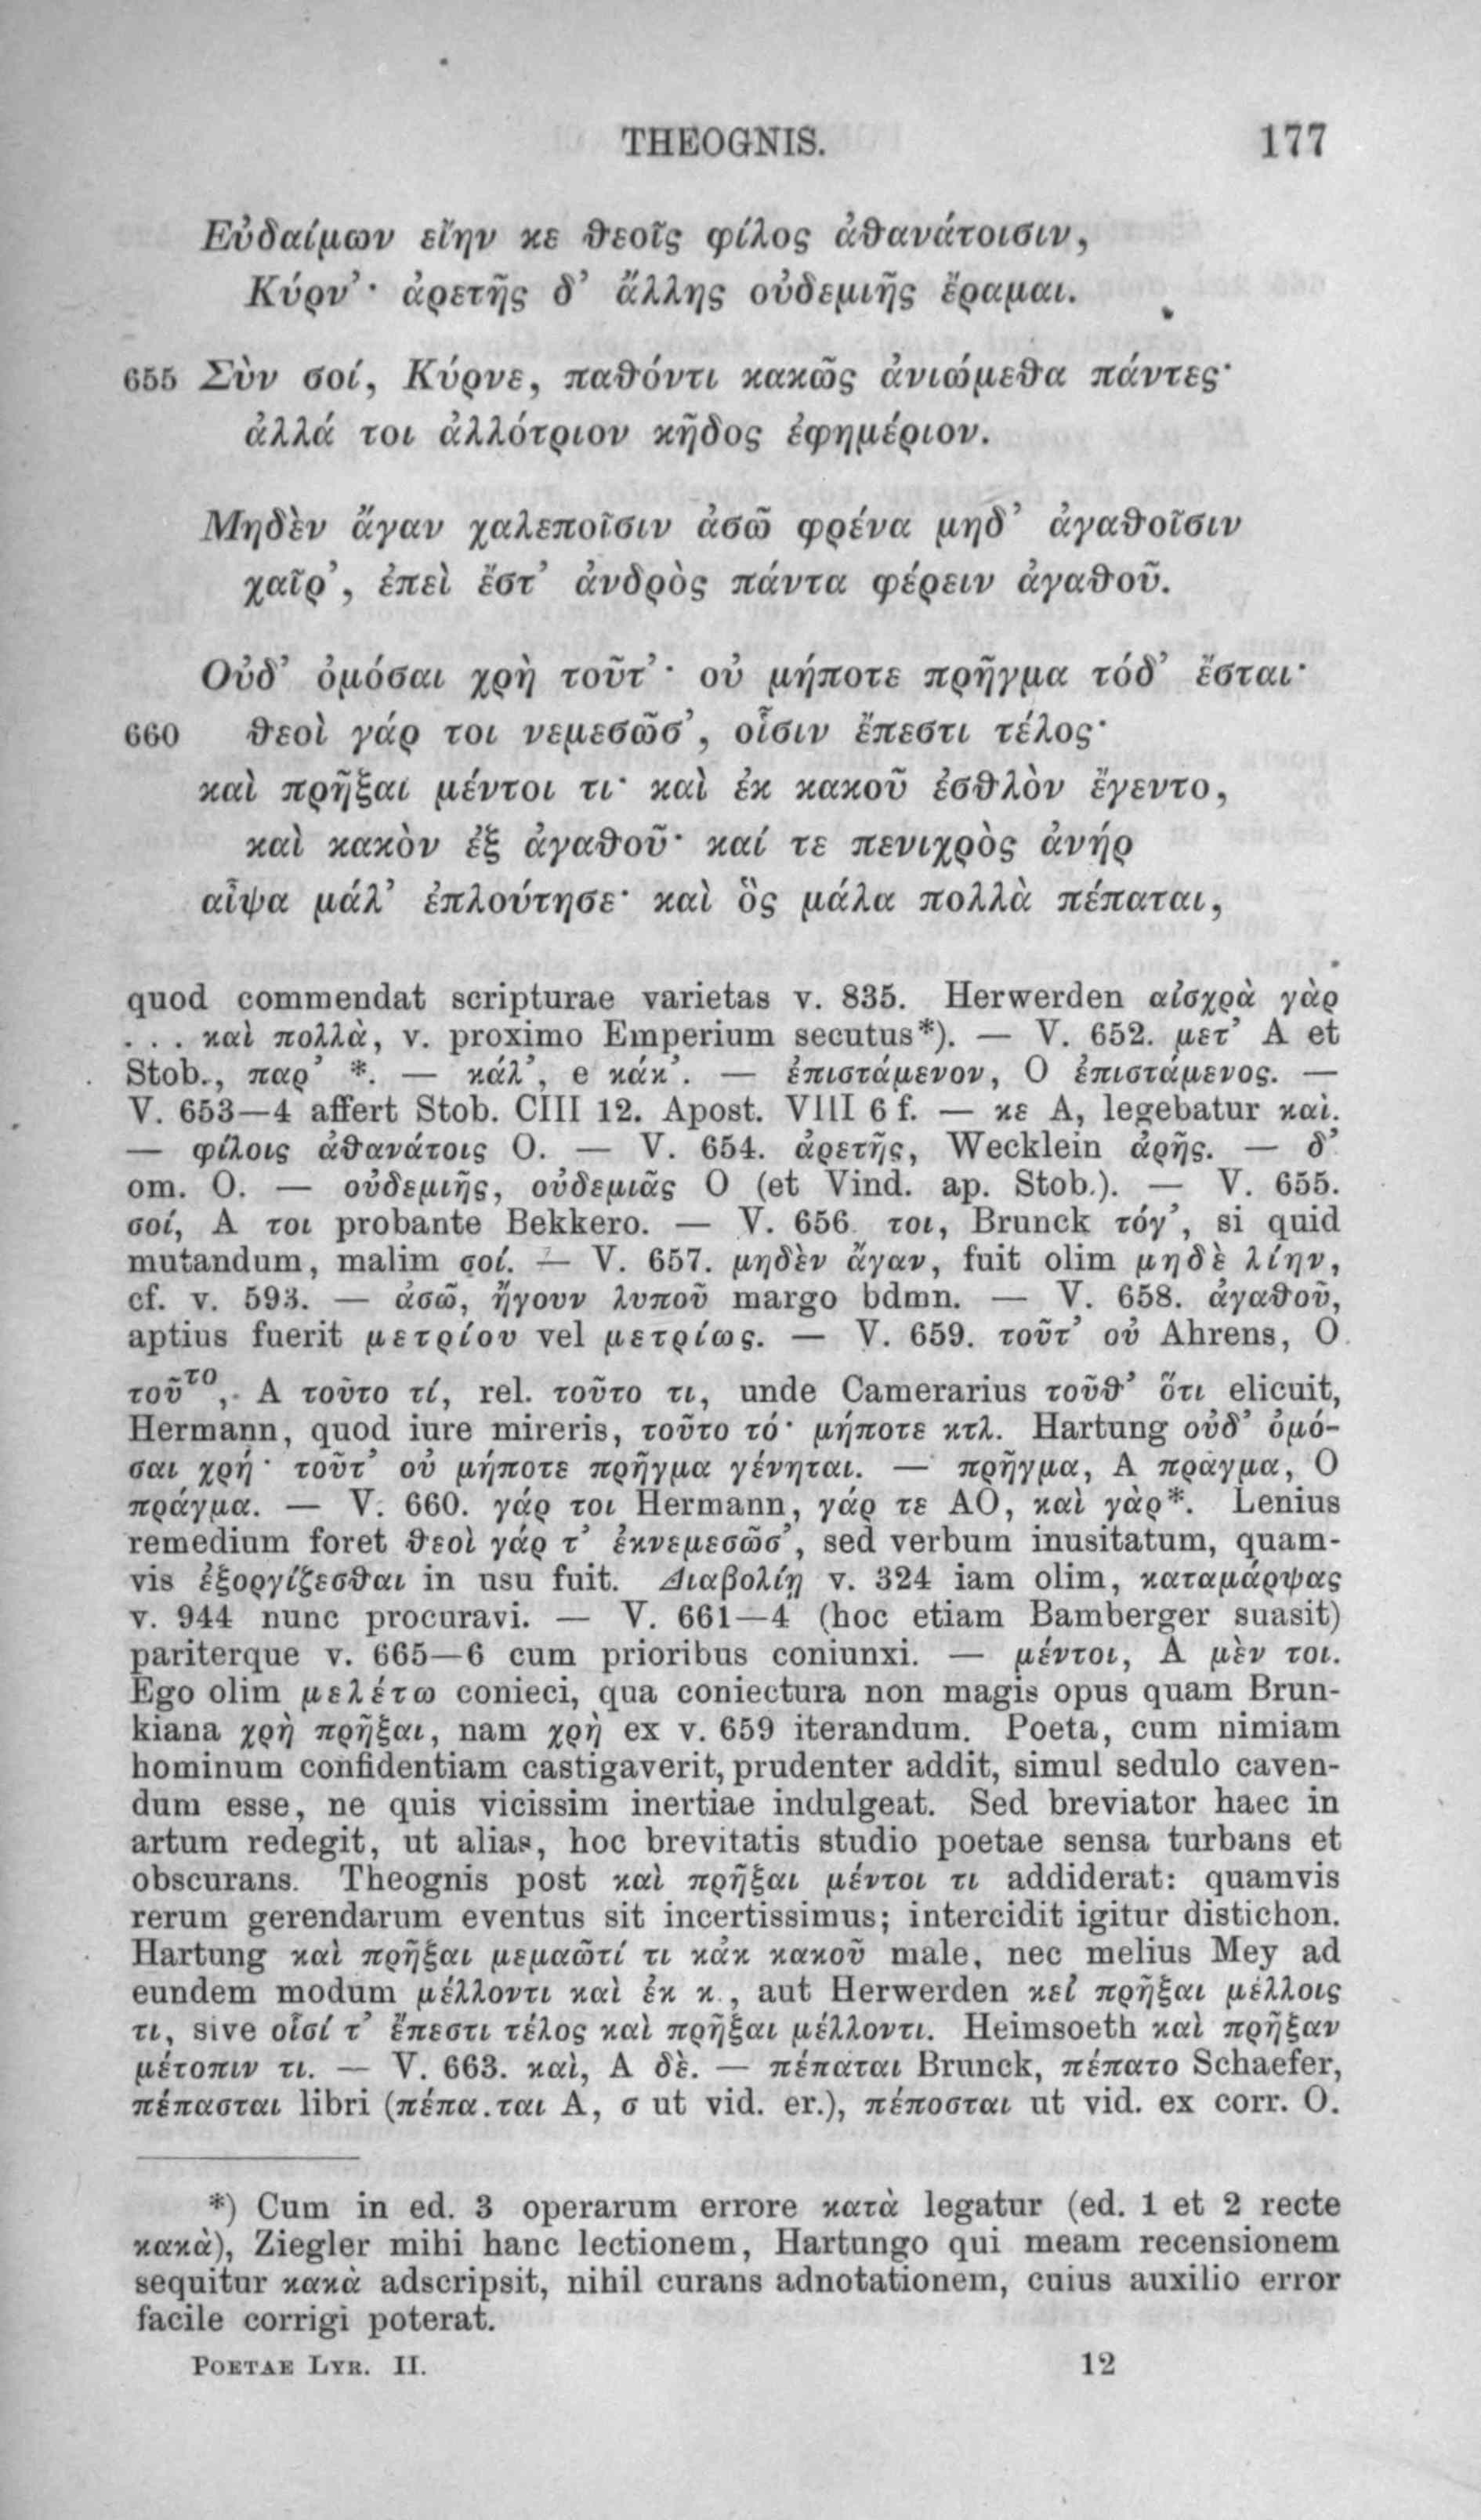 THEOGNIS. 177
Εὐδαίμων εἴην κε θεοῖς φίλος ἀθανάτοισιν,
Κύρν’· ἀρετῆς δ’ ἄλλης οὐδεμιῆς ἔραμαι.
655 Σὺν σοί, Κύρνε, παθόντι κακῶς ἀνιώμεθα πάντες·
ἀλλά τοι ἀλλότριον κῆδος ἐφημέριον.
Μηδὲν ἄγαν χαλεποῖσιν ἀσῶ φρένα μηδ’ ἀγαθοῖσιν
χαῖρ’, ἐπεὶ ἔστ’ ἀνδρὸς πάντα φέρειν ἀγαθοῦ.
Οὐδ’ ὀμόσαι χρὴ τοῦτ’· οὐ μήποτε πρῆγμα τόδ’ ἔσται·
660 θεοὶ γάρ τοι νεμεσῶσ’, οἷσιν ἔπεστι τέλος·
καὶ πρῆξαι μέντοι τι· καὶ ἐκ κακοῦ ἐσθλὸν ἔγεντο,
καὶ κακὸν ἐξ ἀγαθοῦ· καί τε πενιχρὸς ἀνήρ
αἶψα μάλ’ ἐπλούτησε· καὶ ὃς μάλα πολλὰ πέπαται,
quod commendat scripturae varietas v. 835. Herwerden αἰσχρὰ γὰρ
. . . καὶ πολλὰ, v. proximo Emperium secutus*). — V. 652. μετ’ A et
Stob., παρ’ *. — κάλ’, e κάκ’. — ἐπιστάμενον, O ἐπιστάμενος. —
V. 653—4 affert Stob. CIII 12. Apost. VIII 6 f. — κε A, legebatur καὶ.
— φίλοις ἀθανάτοις O. — V. 654. ἀρετῆς, Wecklein ἀρῆς. — δ’
om. O. — οὐδεμιῆς, οὐδεμιᾶς O (et Vind. ap. Stob.). — V. 655.
σοί, A τοι probante Bekkero. — V. 656. τοι, Brunck τόγ’, si quid
mutandum, malim σοί. — V. 657. μηδὲν ἄγαν, fuit olim μηδὲ λίην,
cf. v. 593. — ἀσῶ, ἤγουν λυποῦ margo bdmn. — V. 658. ἀγαθοῦ,
aptius fuerit μετρίου vel μετρίως. — V. 659. τοῦτ’ οὐ Ahrens, O
τοῦτο, A τοῦτο τί, rel. τοῦτο τι, unde Camerarius τοῦθ’ ὅτι elicuit,
Hermann, quod iure mireris, τοῦτο τό· μήποτε κτλ. Hartung οὐδ’ ὀμό-
σαι χρή· τοῦτ’ οὐ μήποτε πρῆγμα γένηται. — πρῆγμα, A πρᾶγμα, O
πράγμα. — V. 660. γάρ τοι Hermann, γάρ τε AO, καὶ γὰρ*. Lenius
remedium foret θεοὶ γάρ τ’ ἐκνεμεσῶσ’, sed verbum inusitatum, quam-
vis ἐξοργίζεσθαι in usu fuit. Διαβολίῃ v. 324 iam olim, καταμάρψας
v. 944 nunc procuravi. — V. 661—4 (hoc etiam Bamberger suasit)
pariterque v. 665—6 cum prioribus coniunxi. — μέντοι, A μὲν τοι.
Ego olim μελέτω conieci, qua coniectura non magis opus quam Brun-
kiana χρὴ πρῆξαι, nam χρὴ ex v. 659 iterandum. Poeta, cum nimiam
hominum confidentiam castigaverit, prudenter addit, simul sedulo caven-
dum esse, ne quis vicissim inertiae indulgeat. Sed breviator haec in
artum redegit, ut alias, hoc brevitatis studio poetae sensa turbans et
obscurans. Theognis post καὶ πρῆξαι μέντοι τι addiderat: quamvis
rerum gerendarum eventus sit incertissimus; intercidit igitur distichon.
Hartung καὶ πρῆξαι μεμαῶτί τι κἀκ κακοῦ male, nec melius Mey ad
eundem modum μέλλοντι καὶ ἐκ κ., aut Herwerden κεἰ πρῆξαι μέλλοις
τι, sive οἷσί τ’ ἔπεστι τέλος καὶ πρῆξαι μέλλοντι. Heimsoeth καὶ πρῆξαν
μέτοπιν τι. — V. 663. καὶ, A δὲ. — πέπαται Brunck, πέπατο Schaefer,
πέπασται libri (πέπα.ται A, σ ut vid. er.), πέποσται ut vid. ex corr. O.
*) Cum in ed. 3 operarum errore κατὰ legatur (ed. 1 et 2 recte
κακὰ), Ziegler mihi hanc lectionem, Hartungo qui meam recensionem
sequitur κακὰ adscripsit, nihil curans adnotationem, cuius auxilio error
facile corrigi poterat.
POETAE LYR. II. 12